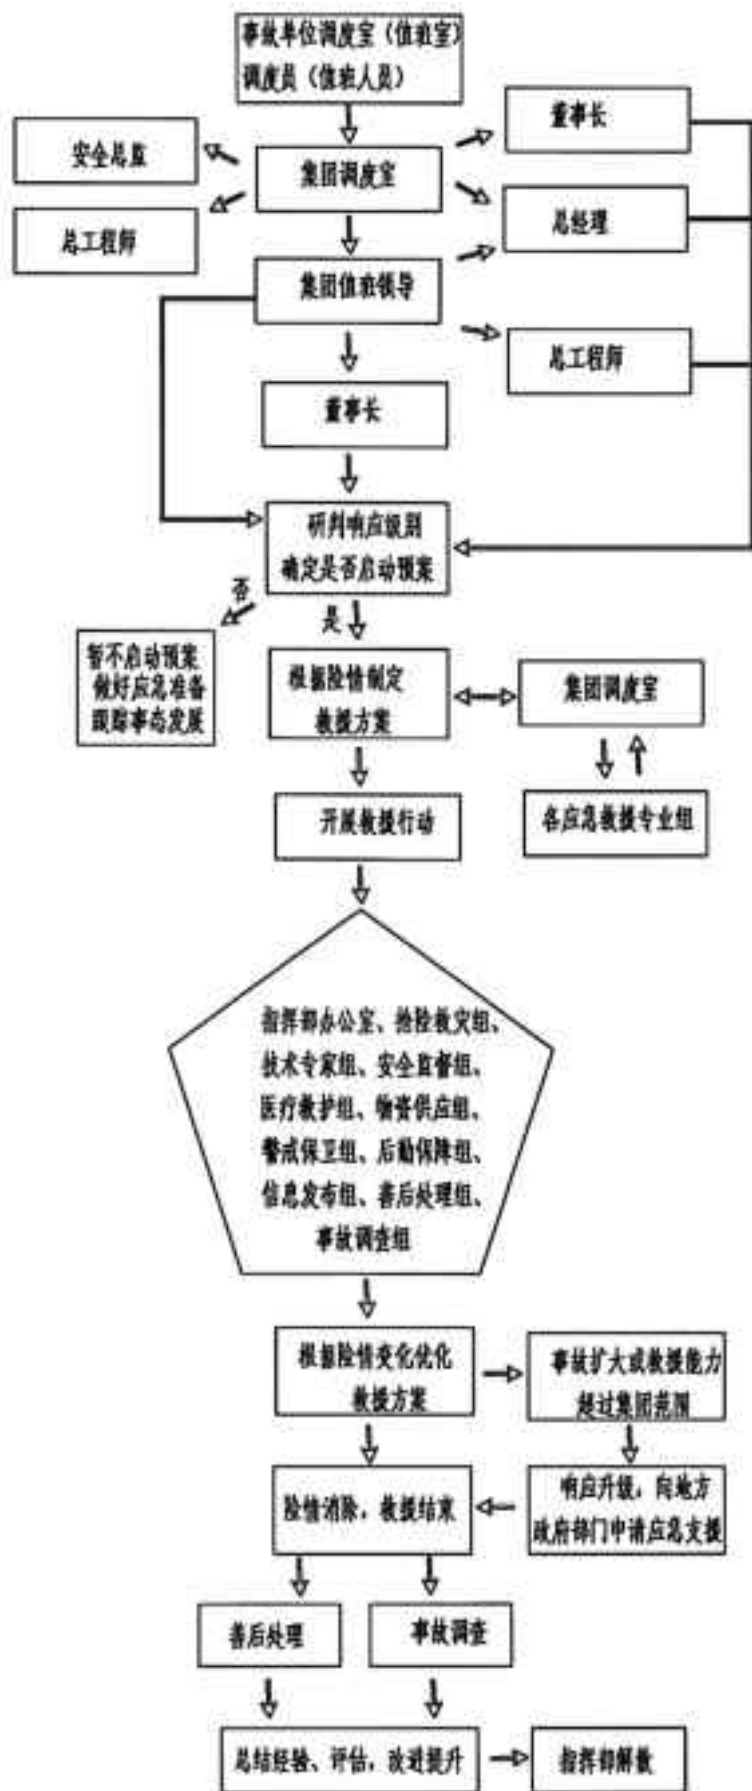 事故单位调度室（值班室）
调度员（值班人员）
董事长
安全总监
集团调度室
总经理
总工程师
集团值班领导
总工程师
董事长
研判响应级别
确定是否启动预案
否
是
暂不启动预案
做好应急准备
跟踪事态发展
根据险情制定
救援方案
集团调度室
开展救援行动
各应急救援专业组
指挥部办公室、抢险救灾组、
技术专家组、安全监督组、
医疗救护组、物资供应组、
警戒保卫组、后勤保障组、
信息发布组、善后处理组、
事故调查组
根据险情变化优化
救援方案
事故扩大或救援能力
超过集团范围
险情消除，救援结束
响应升级，向地方
政府部门申请应急支援
善后处理
事故调查
总结经验、评估，改进提升
指挥部解散